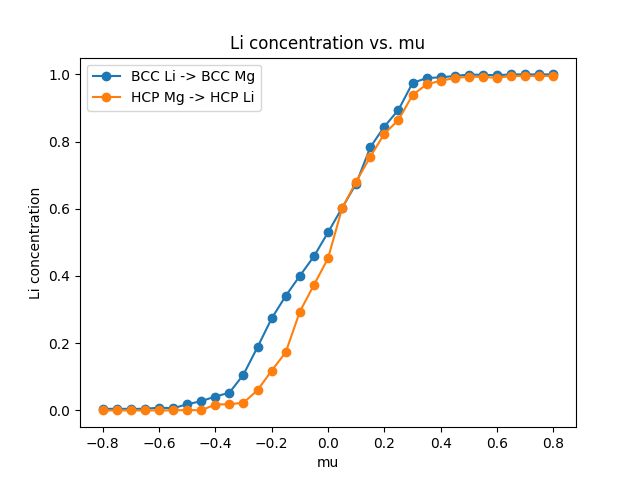 Li concentration vs. mu
BCC Li -> BCC Mg
HCP Mg -> HCP Li
Li concentration
1.0
0.8
0.6
0.4
0.2
0.0
−0.8 −0.6 −0.4 −0.2 0.0 0.2 0.4 0.6 0.8
mu